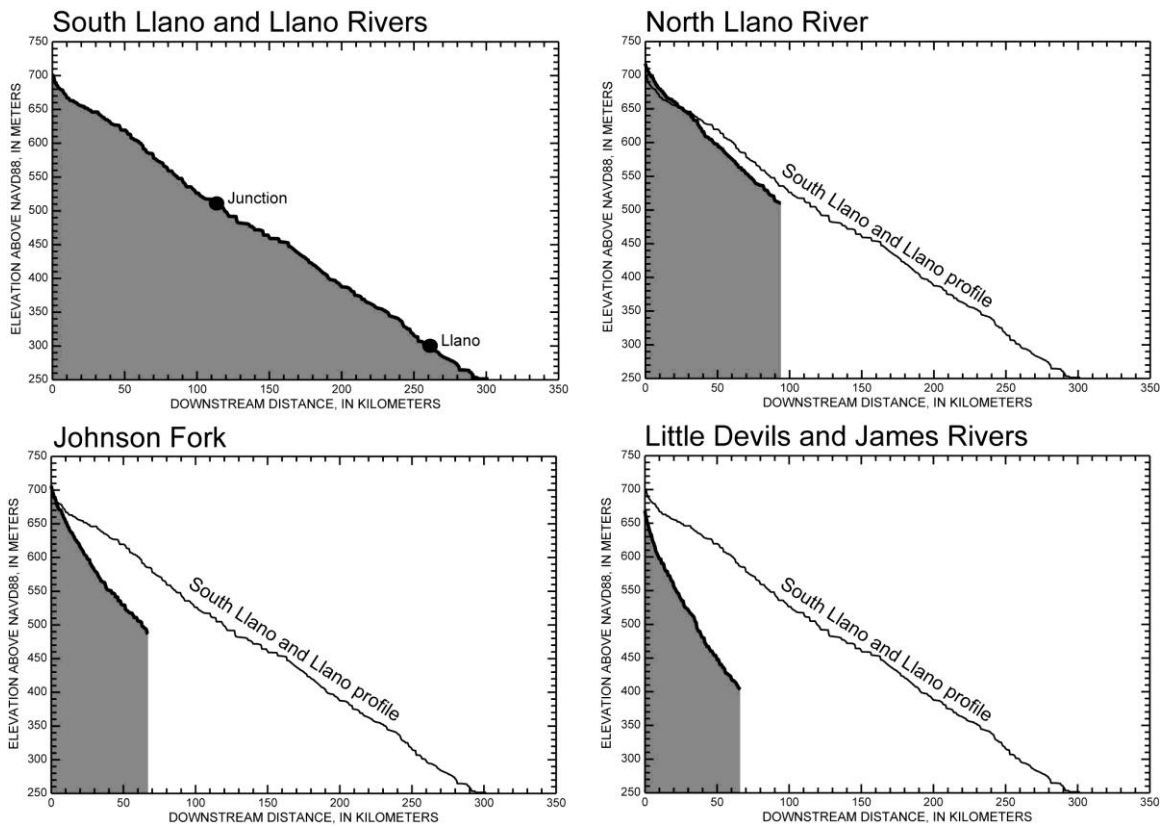 South Llano and Llano Rivers
750
700
650
600
550
500
450
400
350
300
250
ELEVATION ABOVE NAVD88, IN METERS
Junction
Llano
0 50 100 150 200 250 300 350
DOWNSTREAM DISTANCE, IN KILOMETERS
North Llano River
750
700
650
600
550
500
450
400
350
300
250
ELEVATION ABOVE NAVD88, IN METERS
South Llano and Llano profile
0 50 100 150 200 250 300 350
DOWNSTREAM DISTANCE, IN KILOMETERS
Johnson Fork
750
700
650
600
550
500
450
400
350
300
250
ELEVATION ABOVE NAVD88, IN METERS
South Llano and Llano profile
0 50 100 150 200 250 300 350
DOWNSTREAM DISTANCE, IN KILOMETERS
Little Devils and James Rivers
750
700
650
600
550
500
450
400
350
300
250
ELEVATION ABOVE NAVD88, IN METERS
South Llano and Llano profile
0 50 100 150 200 250 300 350
DOWNSTREAM DISTANCE, IN KILOMETERS